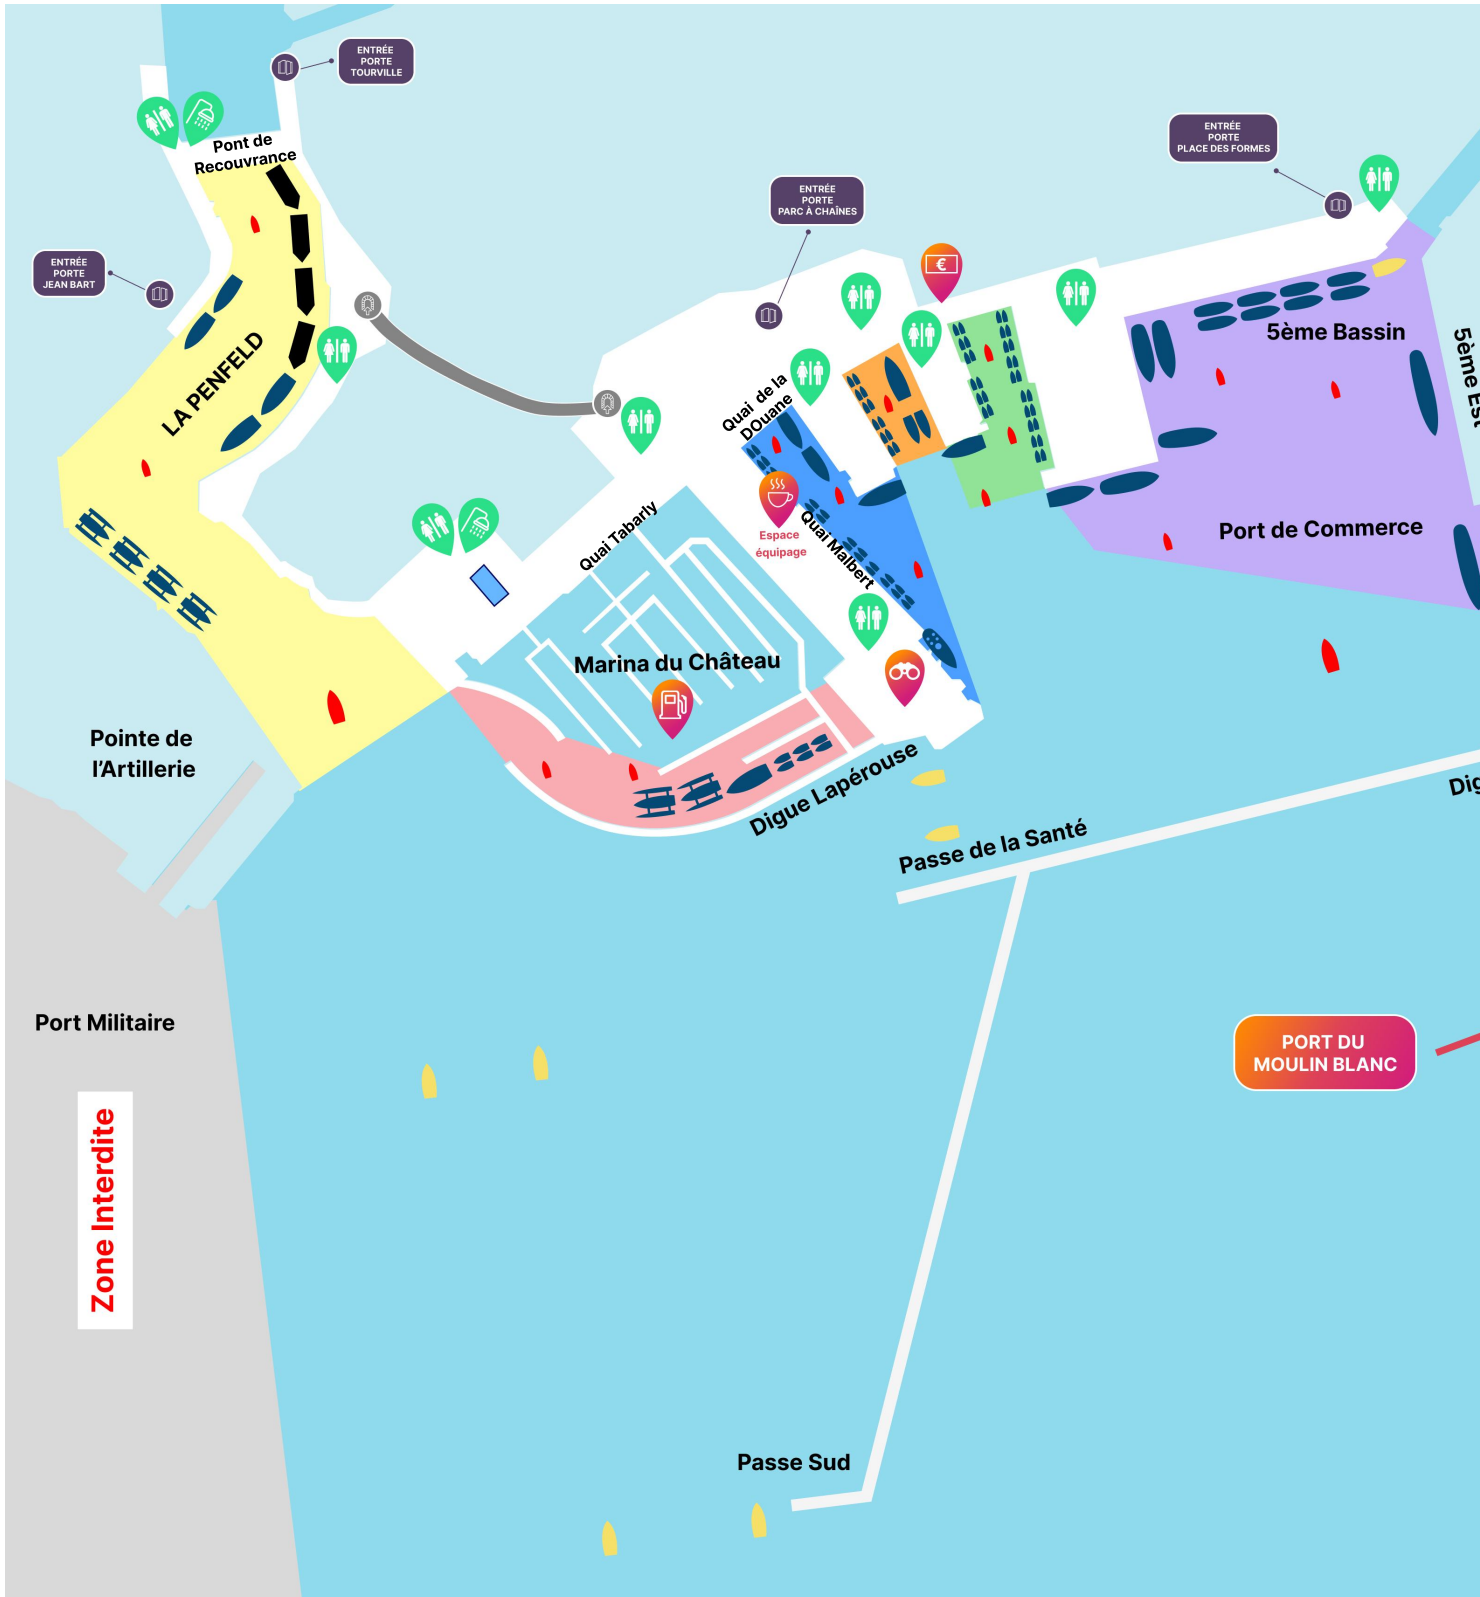 ENTRÉE
PORTE
TOURVILLE
Pont de
Recouvrance
ENTRÉE
PORTE
PLACE DES FORMES
ENTRÉE
PORTE
PARC À CHAÎNES
ENTRÉE
PORTE
JEAN BART
€
LA PENFELD
5ème Bassin
5ème Est
Quai de la
DOuane
Espace
équipage
Quai Malbert
Quai Tabarly
Port de Commerce
Marina du Château
Pointe de
l’Artillerie
Digue Lapérouse
Dig
Passe de la Santé
Port Militaire
PORT DU
MOULIN BLANC
Zone Interdite
Passe Sud